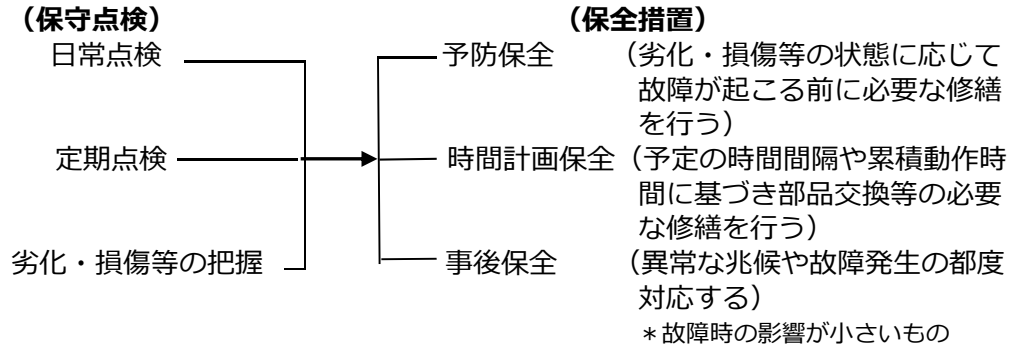 （保守点検）　（保全措置）
日常点検　予防保全　（劣化・損傷等の状態に応じて
故障が起こる前に必要な修繕
を行う）
定期点検　時間計画保全（予定の時間間隔や累積動作時
間に基づき部品交換等の必要
な修繕を行う）
劣化・損傷等の把握　事後保全　（異常な兆候や故障発生の都度
対応する）
＊故障時の影響が小さいもの